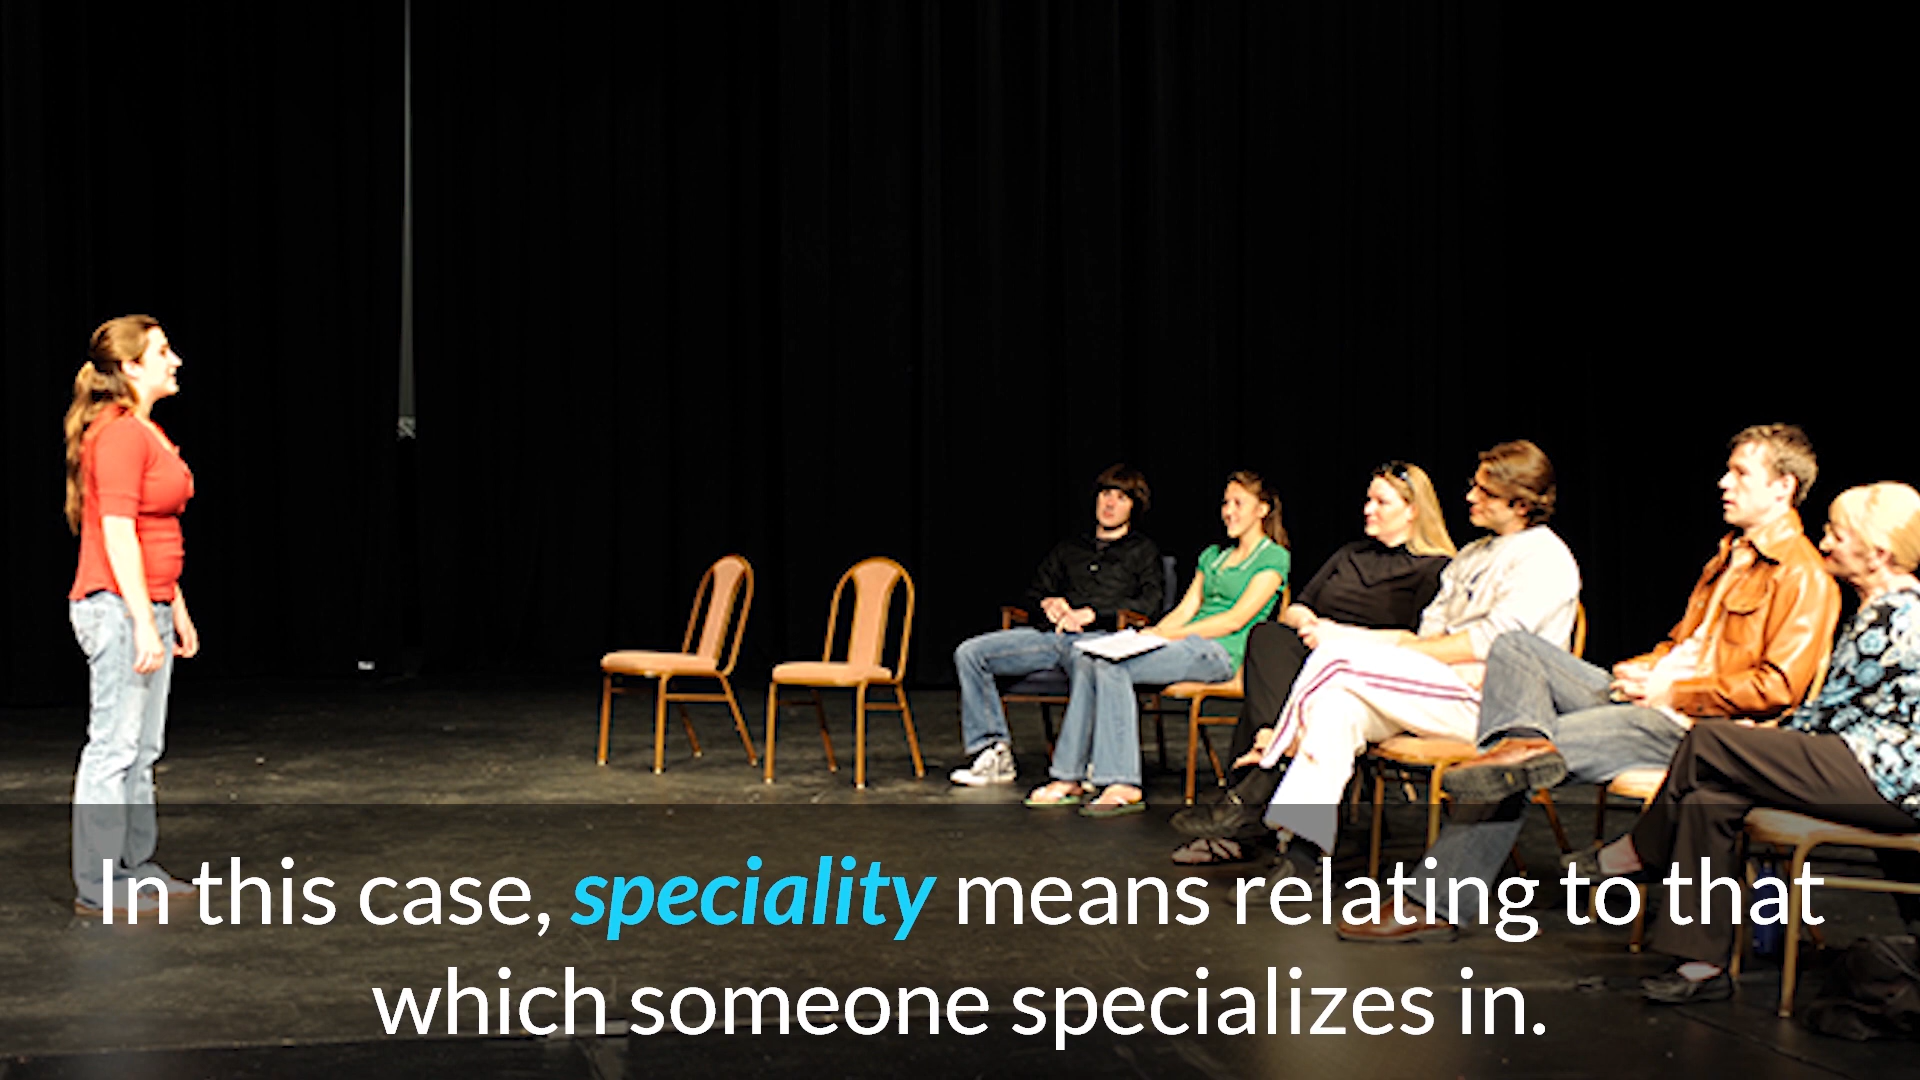 In this case, speciality means relating to that
which someone specializes in.